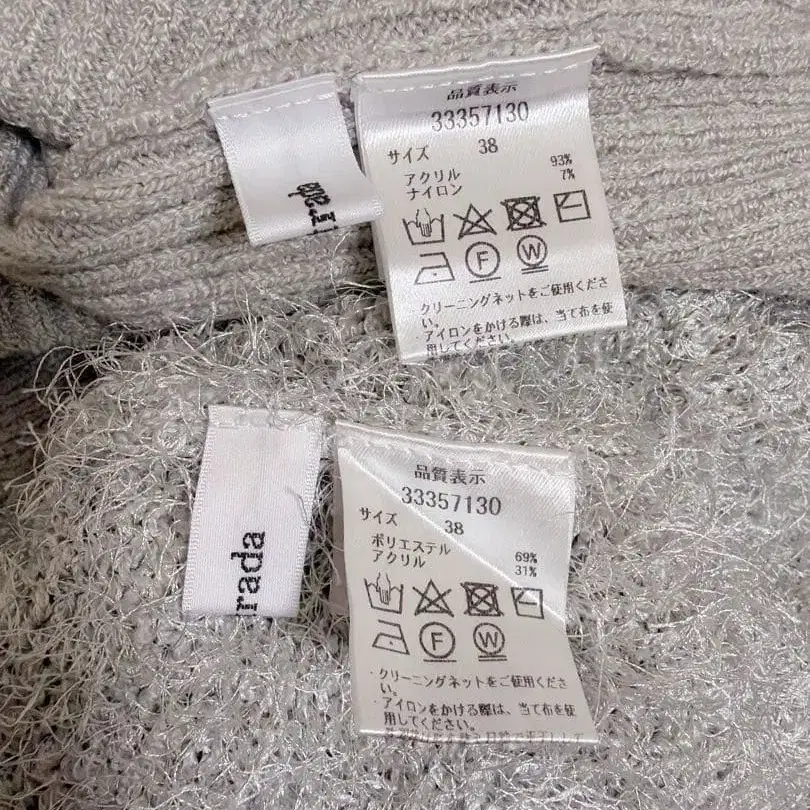 品質表示
33357130
サイズ 38
アクリル 93%
ナイロン 7%
F W
クリーニングネットをご使用くださ
い。
・アイロンをかける際は、当て布を使
用してください。
rada
品質表示
33357130
サイズ 38
ポリエステル 69%
アクリル 31%
F W
・クリーニングネットをご使用くださ
い。
・アイロンをかける際は、当て布を使
用してください。